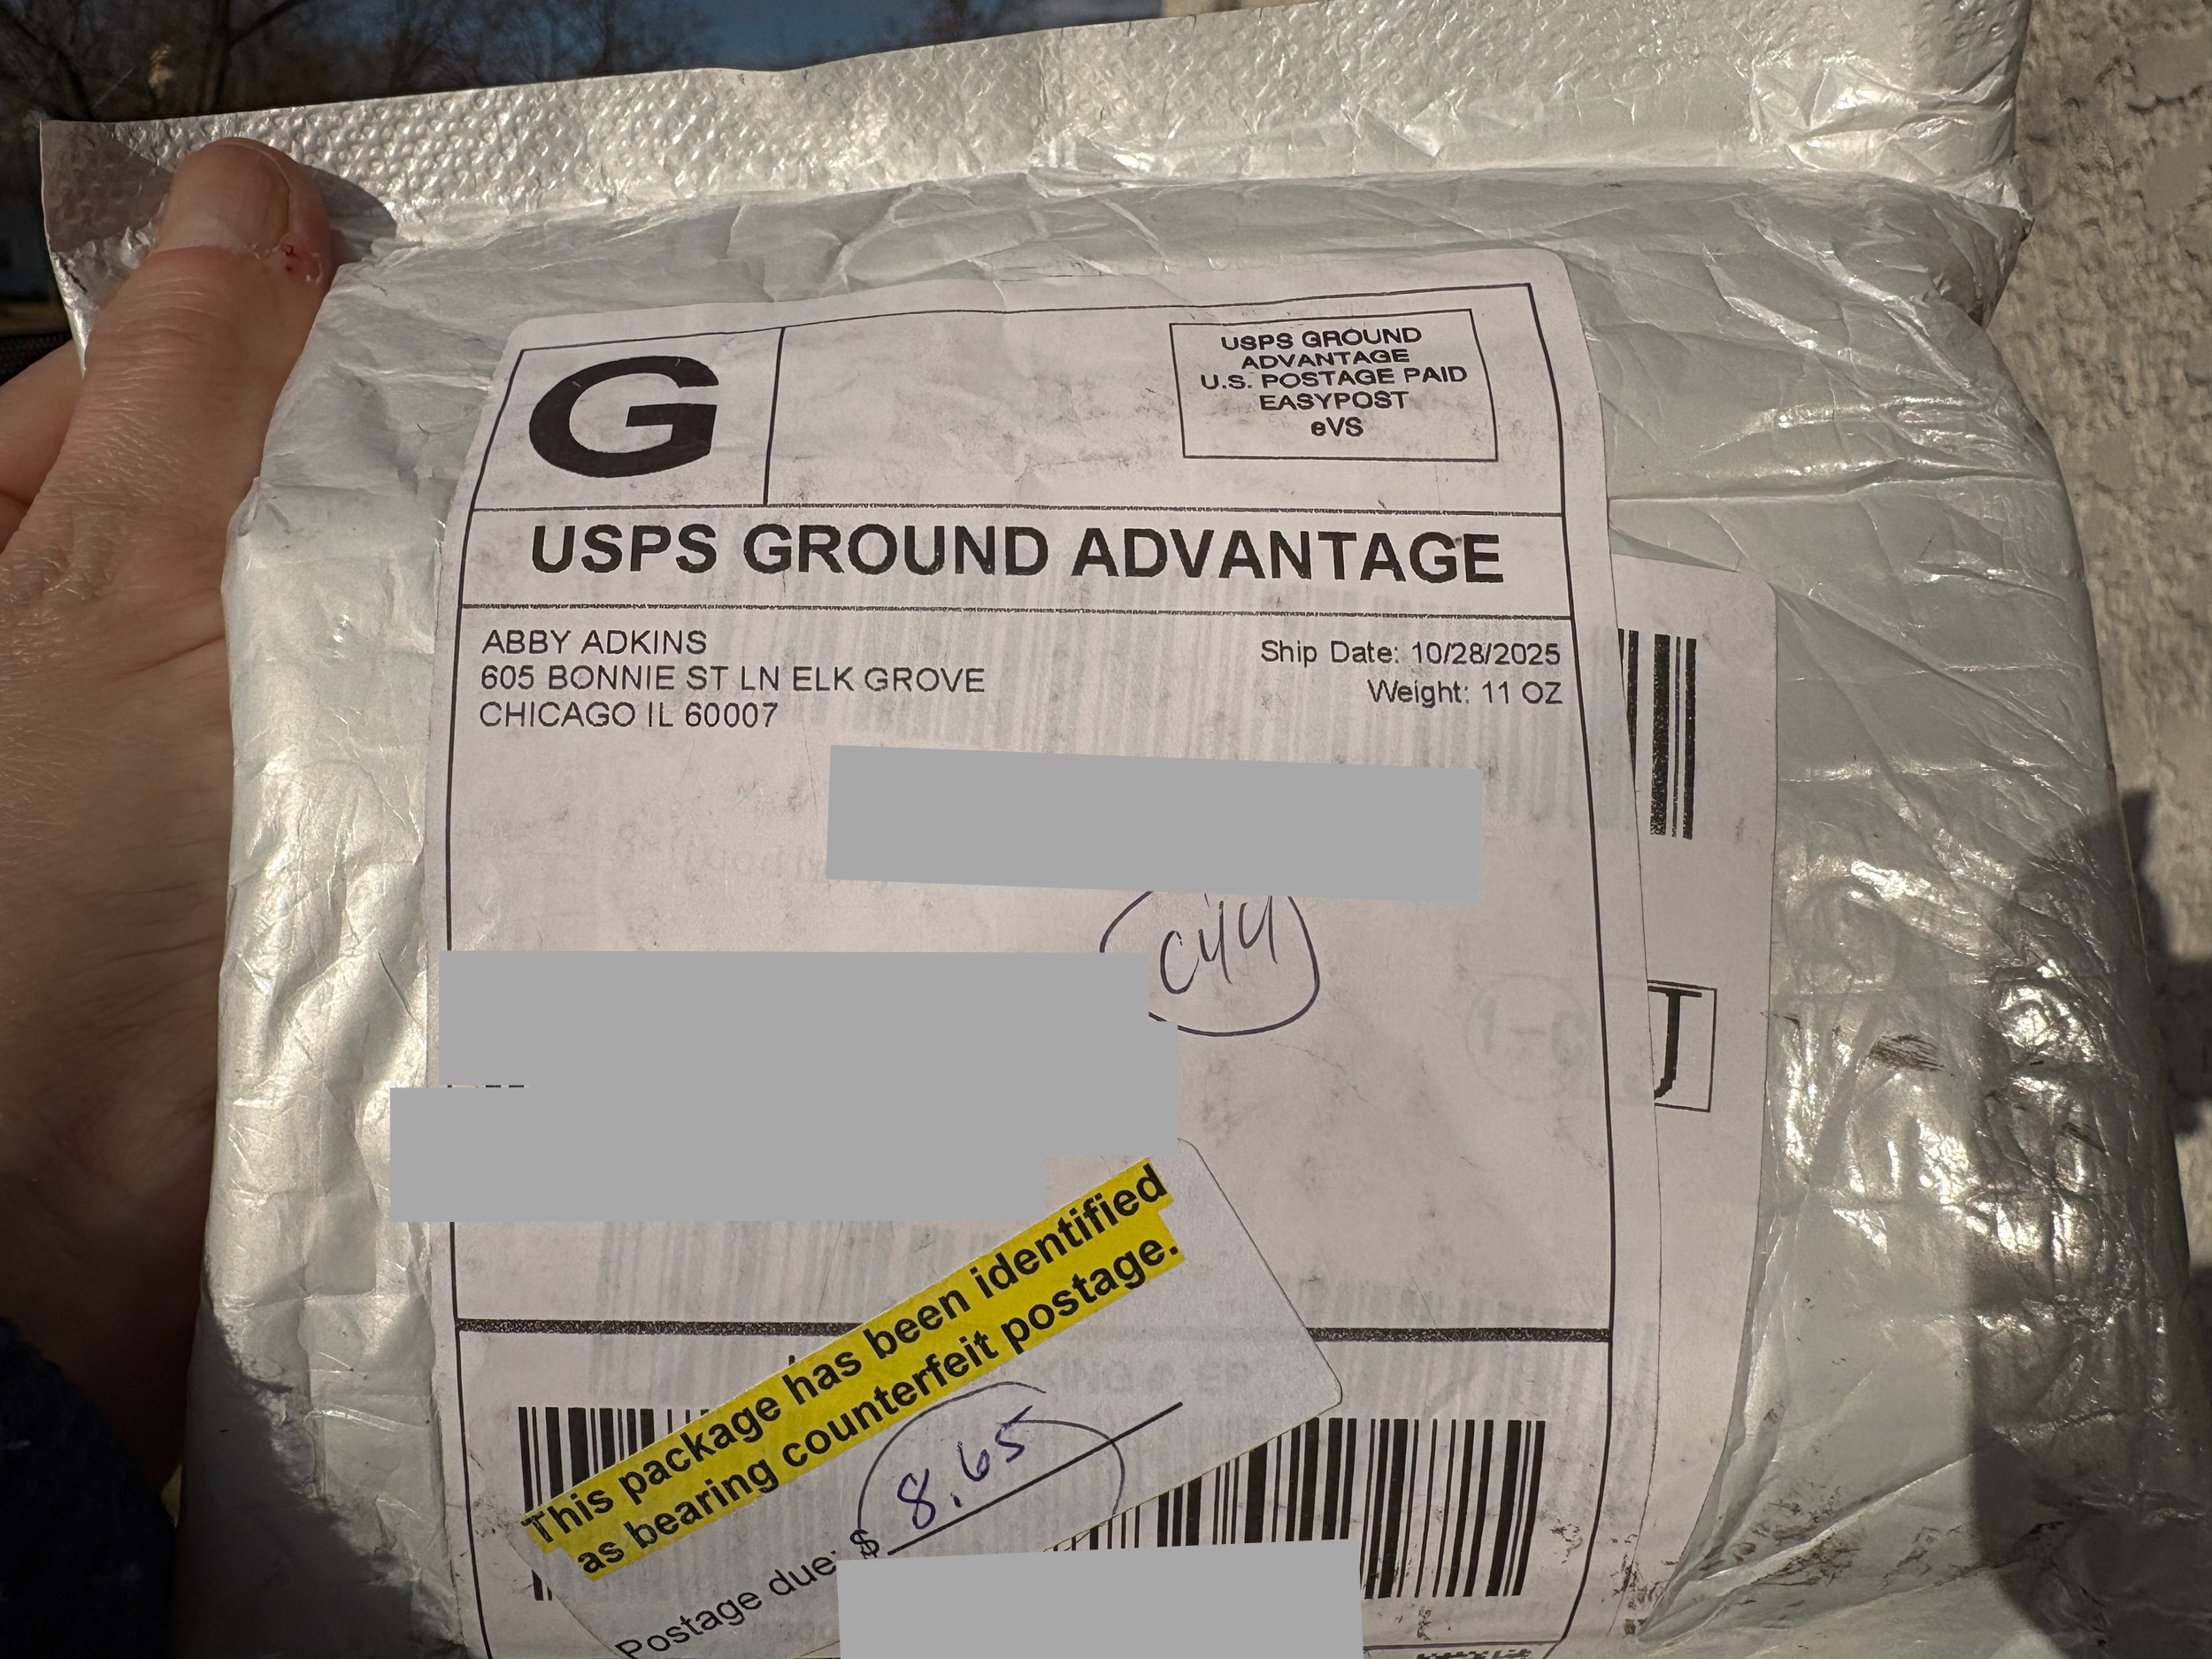 USPS GROUND
ADVANTAGE
U.S. POSTAGE PAID
EASYPOST
eVS
G
USPS GROUND ADVANTAGE
ABBY ADKINS
605 BONNIE ST LN ELK GROVE
CHICAGO IL 60007
Ship Date: 10/28/2025
Weight: 11 OZ
C44
J
This package has been identified
as bearing counterfeit postage.
Postage due: $ 8.65